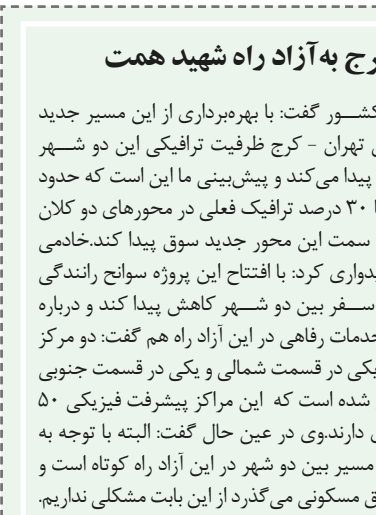 رج به‌آزاد راه شهید همت
کشور گفت: با بهره‌برداری از این مسیر جدید
تهران - کرج ظرفیت ترافیکی این دو شهر
پیدا می‌کند و پیش‌بینی ما این است که حدود
۳۰ درصد ترافیک فعلی در محورهای دو کلان
سمت این محور جدید سوق پیدا کند.خادمی
یدواری کرد: با افتتاح این پروژه سوانح رانندگی
سفر بین دو شهر کاهش پیدا کند و درباره
خدمات رفاهی در این آزاد راه هم گفت: دو مرکز
یکی در قسمت شمالی و یکی در قسمت جنوبی
شده است که این مراکز پیشرفت فیزیکی ۵۰
دارند.وی در عین حال گفت: البته با توجه به
مسیر بین دو شهر در این آزاد راه کوتاه است و
ق مسکونی می‌گذرد از این بابت مشکلی نداریم.